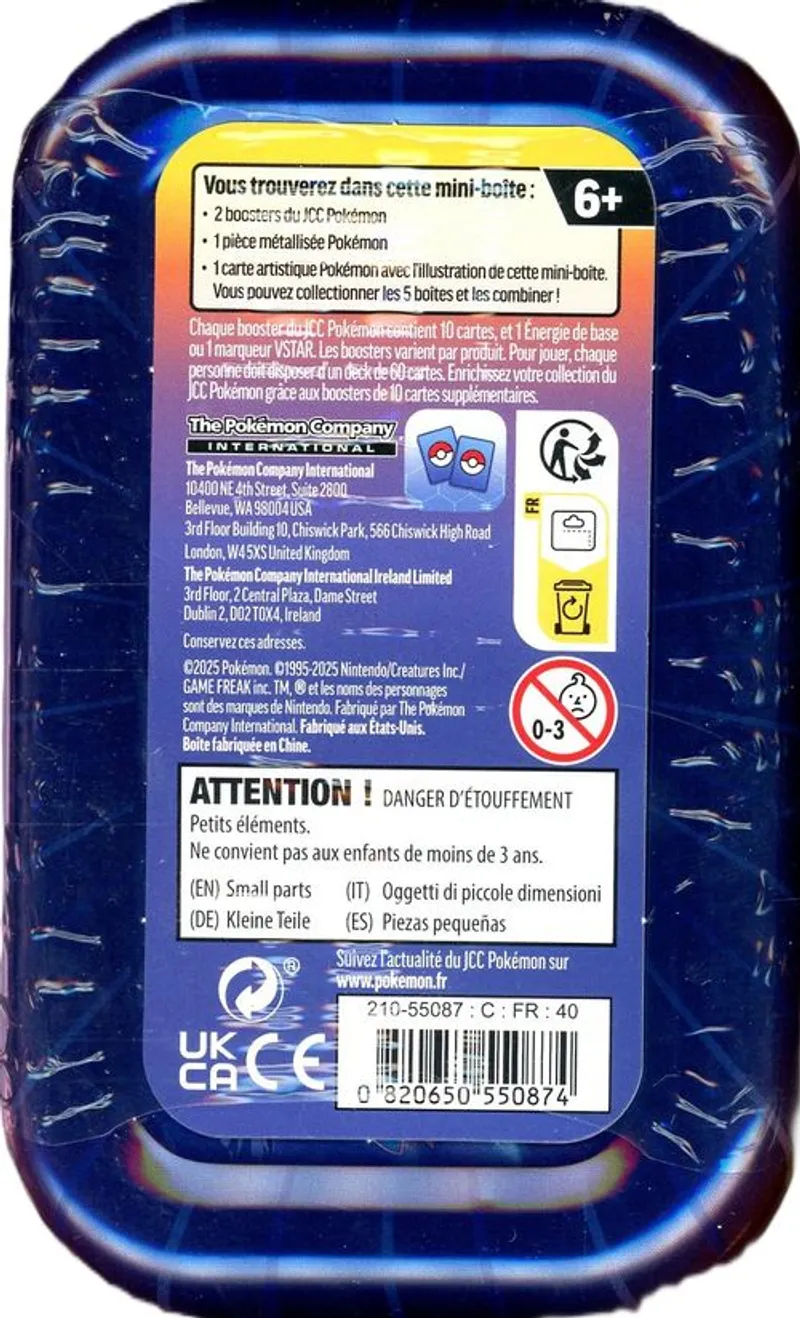 Vous trouverez dans cette mini-boîte :
6+
• 2 boosters du JCC Pokémon
• 1 pièce métallisée Pokémon
• 1 carte artistique Pokémon avec l'illustration de cette mini-boîte.
Vous pouvez collectionner les 5 boîtes et les combiner !
Chaque booster du JCC Pokémon contient 10 cartes, et 1 Énergie de base
ou 1 marqueur VSTAR. Les boosters varient par produit. Pour jouer, chaque
personne doit disposer d'un deck de 60 cartes. Enrichissez votre collection du
JCC Pokémon grâce aux boosters de 10 cartes supplémentaires.
The Pokémon Company
INTERNATIONAL
The Pokémon Company International
10400 NE 4th Street, Suite 2800
Bellevue, WA 98004 USA
3rd Floor Building 10, Chiswick Park, 566 Chiswick High Road
London, W4 5XS United Kingdom
The Pokémon Company International Ireland Limited
3rd Floor, 2 Central Plaza, Dame Street
Dublin 2, D02 T0X4, Ireland
Conservez ces adresses.
FR
©2025 Pokémon. ©1995-2025 Nintendo/Creatures Inc./
GAME FREAK inc. TM, ® et les noms des personnages
sont des marques de Nintendo. Fabriqué par The Pokémon
Company International. Fabriqué aux États-Unis.
Boîte fabriquée en Chine.
0-3
ATTENTION ! DANGER D'ÉTOUFFEMENT
Petits éléments.
Ne convient pas aux enfants de moins de 3 ans.
(EN) Small parts (IT) Oggetti di piccole dimensioni
(DE) Kleine Teile (ES) Piezas pequeñas
®
Suivez l'actualité du JCC Pokémon sur
www.pokemon.fr
210-55087 : C : FR : 40
UK
CA CE
0 820650 550874